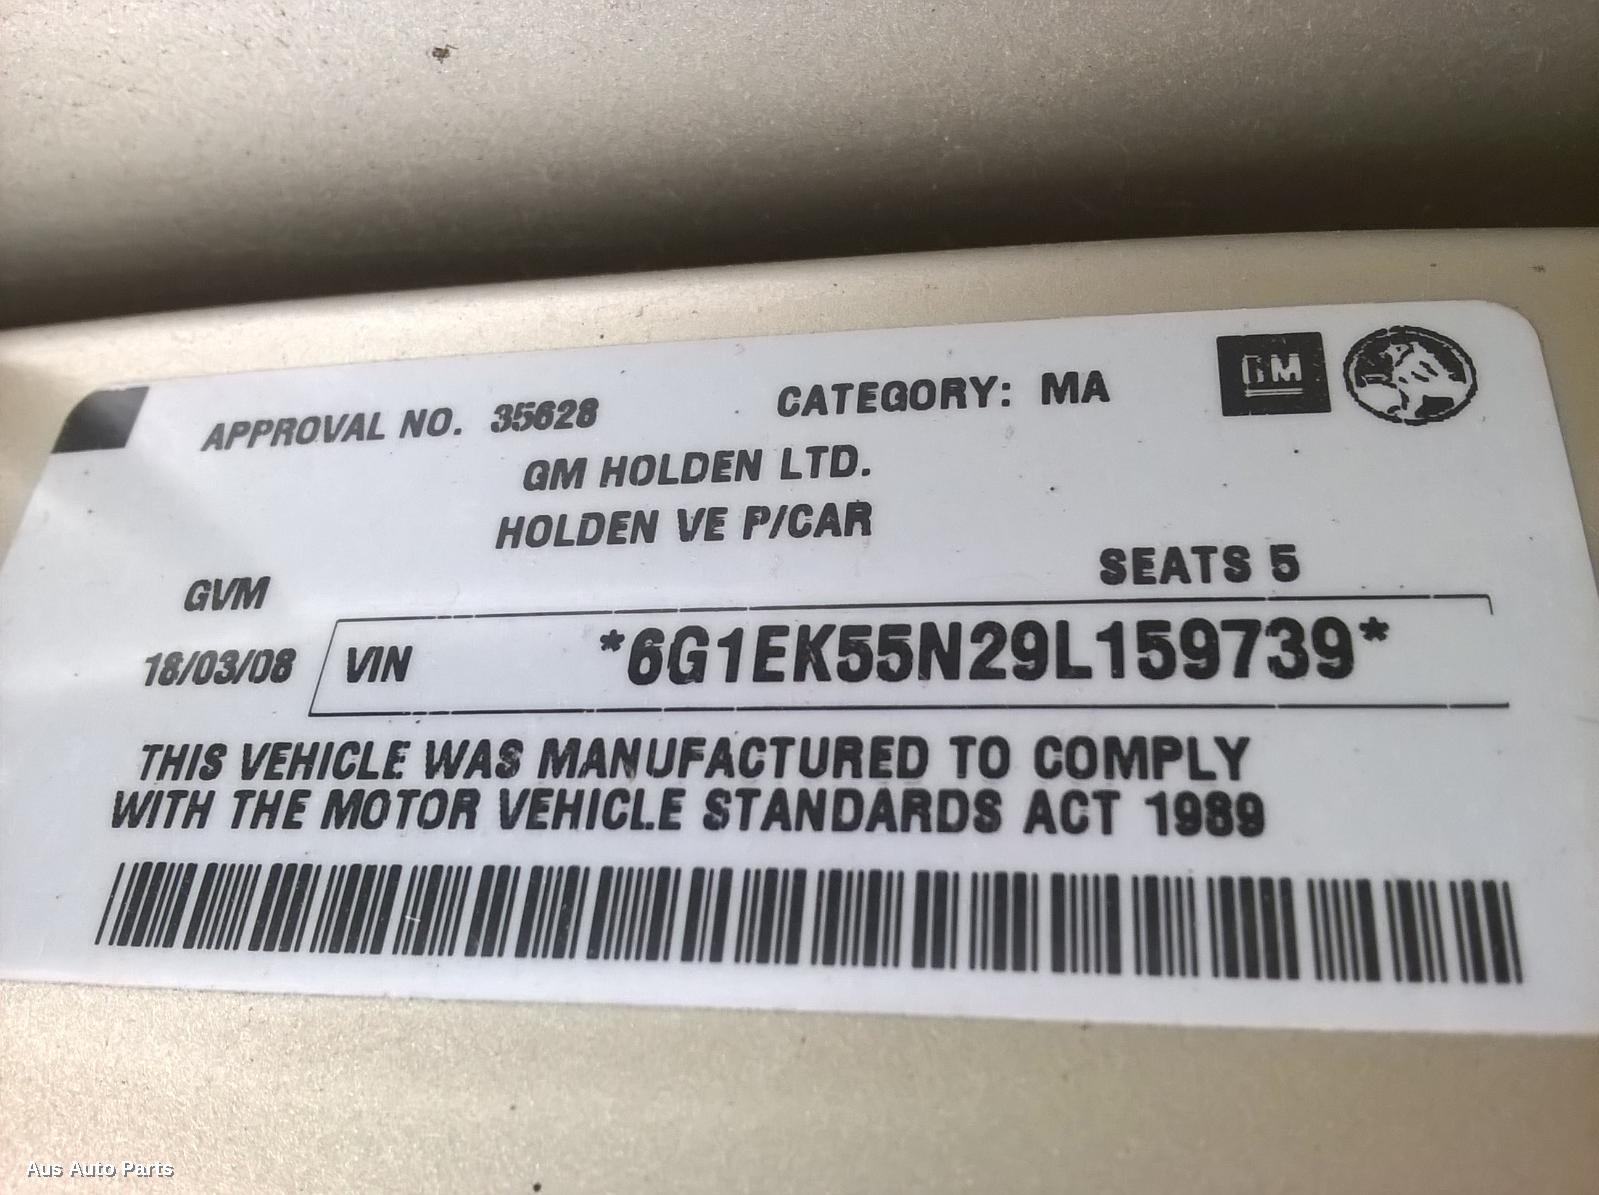 APPROVAL NO. 35628 CATEGORY: MA GM
GM HOLDEN LTD.
HOLDEN VE P/CAR
SEATS 5
GVM
18/03/08 VIN *6G1EK55N29L159739*
THIS VEHICLE WAS MANUFACTURED TO COMPLY
WITH THE MOTOR VEHICLE STANDARDS ACT 1989
Aus Auto Parts